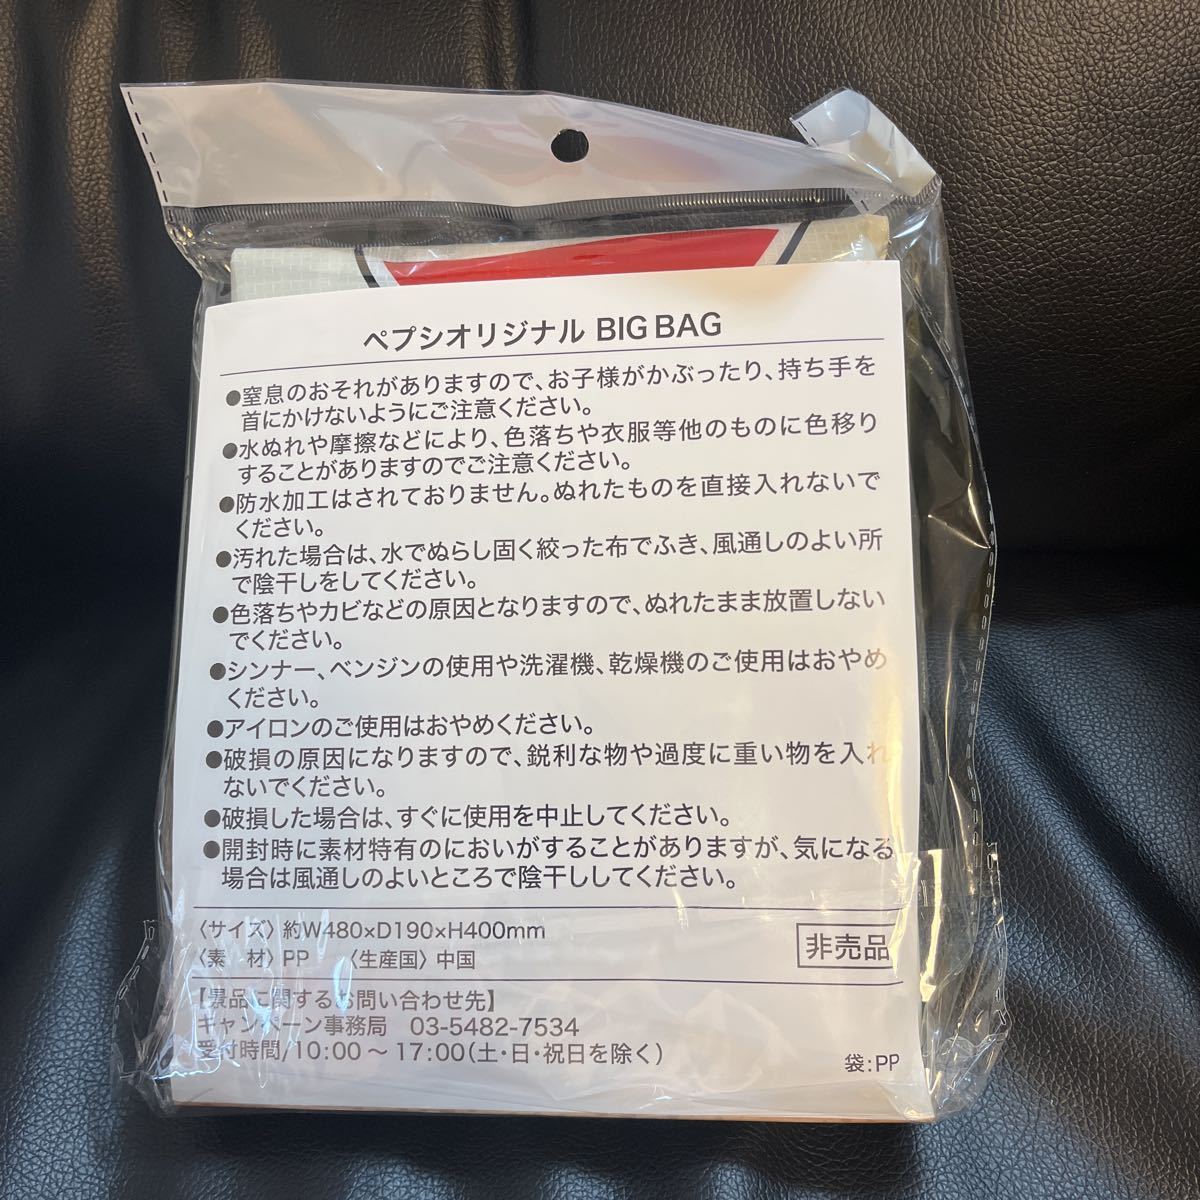 ペプシオリジナル BIG BAG
●窒息のおそれがありますので、お子様がかぶったり、持ち手を
首にかけないようにご注意ください。
●水ぬれや摩擦などにより、色落ちや衣服等他のものに色移り
することがありますのでご注意ください。
●防水加工はされておりません。ぬれたものを直接入れないで
ください。
●汚れた場合は、水でぬらし固く絞った布でふき、風通しのよい所
で陰干しをしてください。
●色落ちやカビなどの原因となりますので、ぬれたまま放置しない
でください。
●シンナー、ベンジンの使用や洗濯機、乾燥機のご使用はおやめ
ください。
●アイロンのご使用はおやめください。
●破損の原因になりますので、鋭利な物や過度に重い物を入れ
ないでください。
●破損した場合は、すぐに使用を中止してください。
●開封時に素材特有のにおいがすることがありますが、気になる
場合は風通しのよいところで陰干ししてください。
〈サイズ〉約W480×D190×H400mm
〈素　材〉PP　〈生産国〉中国
非売品
【景品に関するお問い合わせ先】
キャンペーン事務局　03-5482-7534
受付時間/10:00～17:00(土・日・祝日を除く)
袋:PP